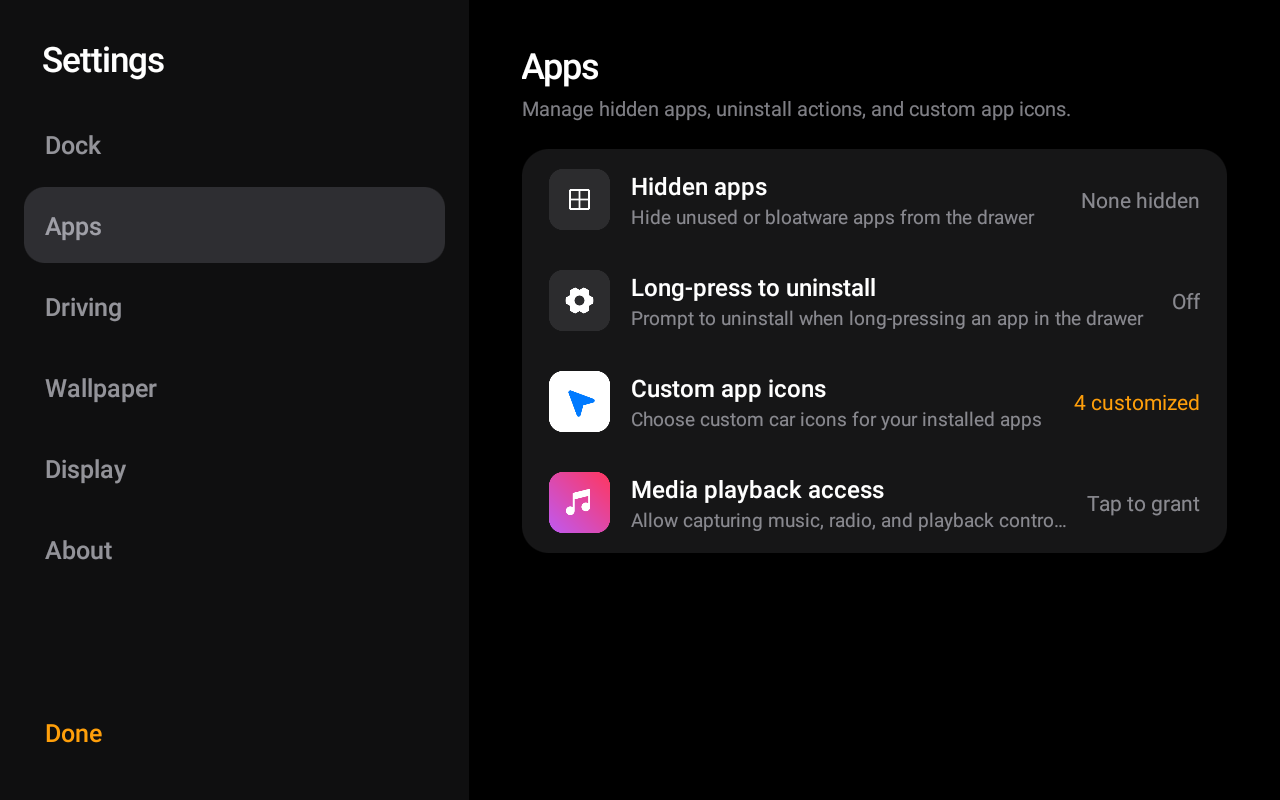 Settings
Dock
Apps
Driving
Wallpaper
Display
About
Done
Apps
Manage hidden apps, uninstall actions, and custom app icons.
Hidden apps
Hide unused or bloatware apps from the drawer
None hidden
Long-press to uninstall
Prompt to uninstall when long-pressing an app in the drawer
Off
Custom app icons
Choose custom car icons for your installed apps
4 customized
Media playback access
Allow capturing music, radio, and playback contro…
Tap to grant